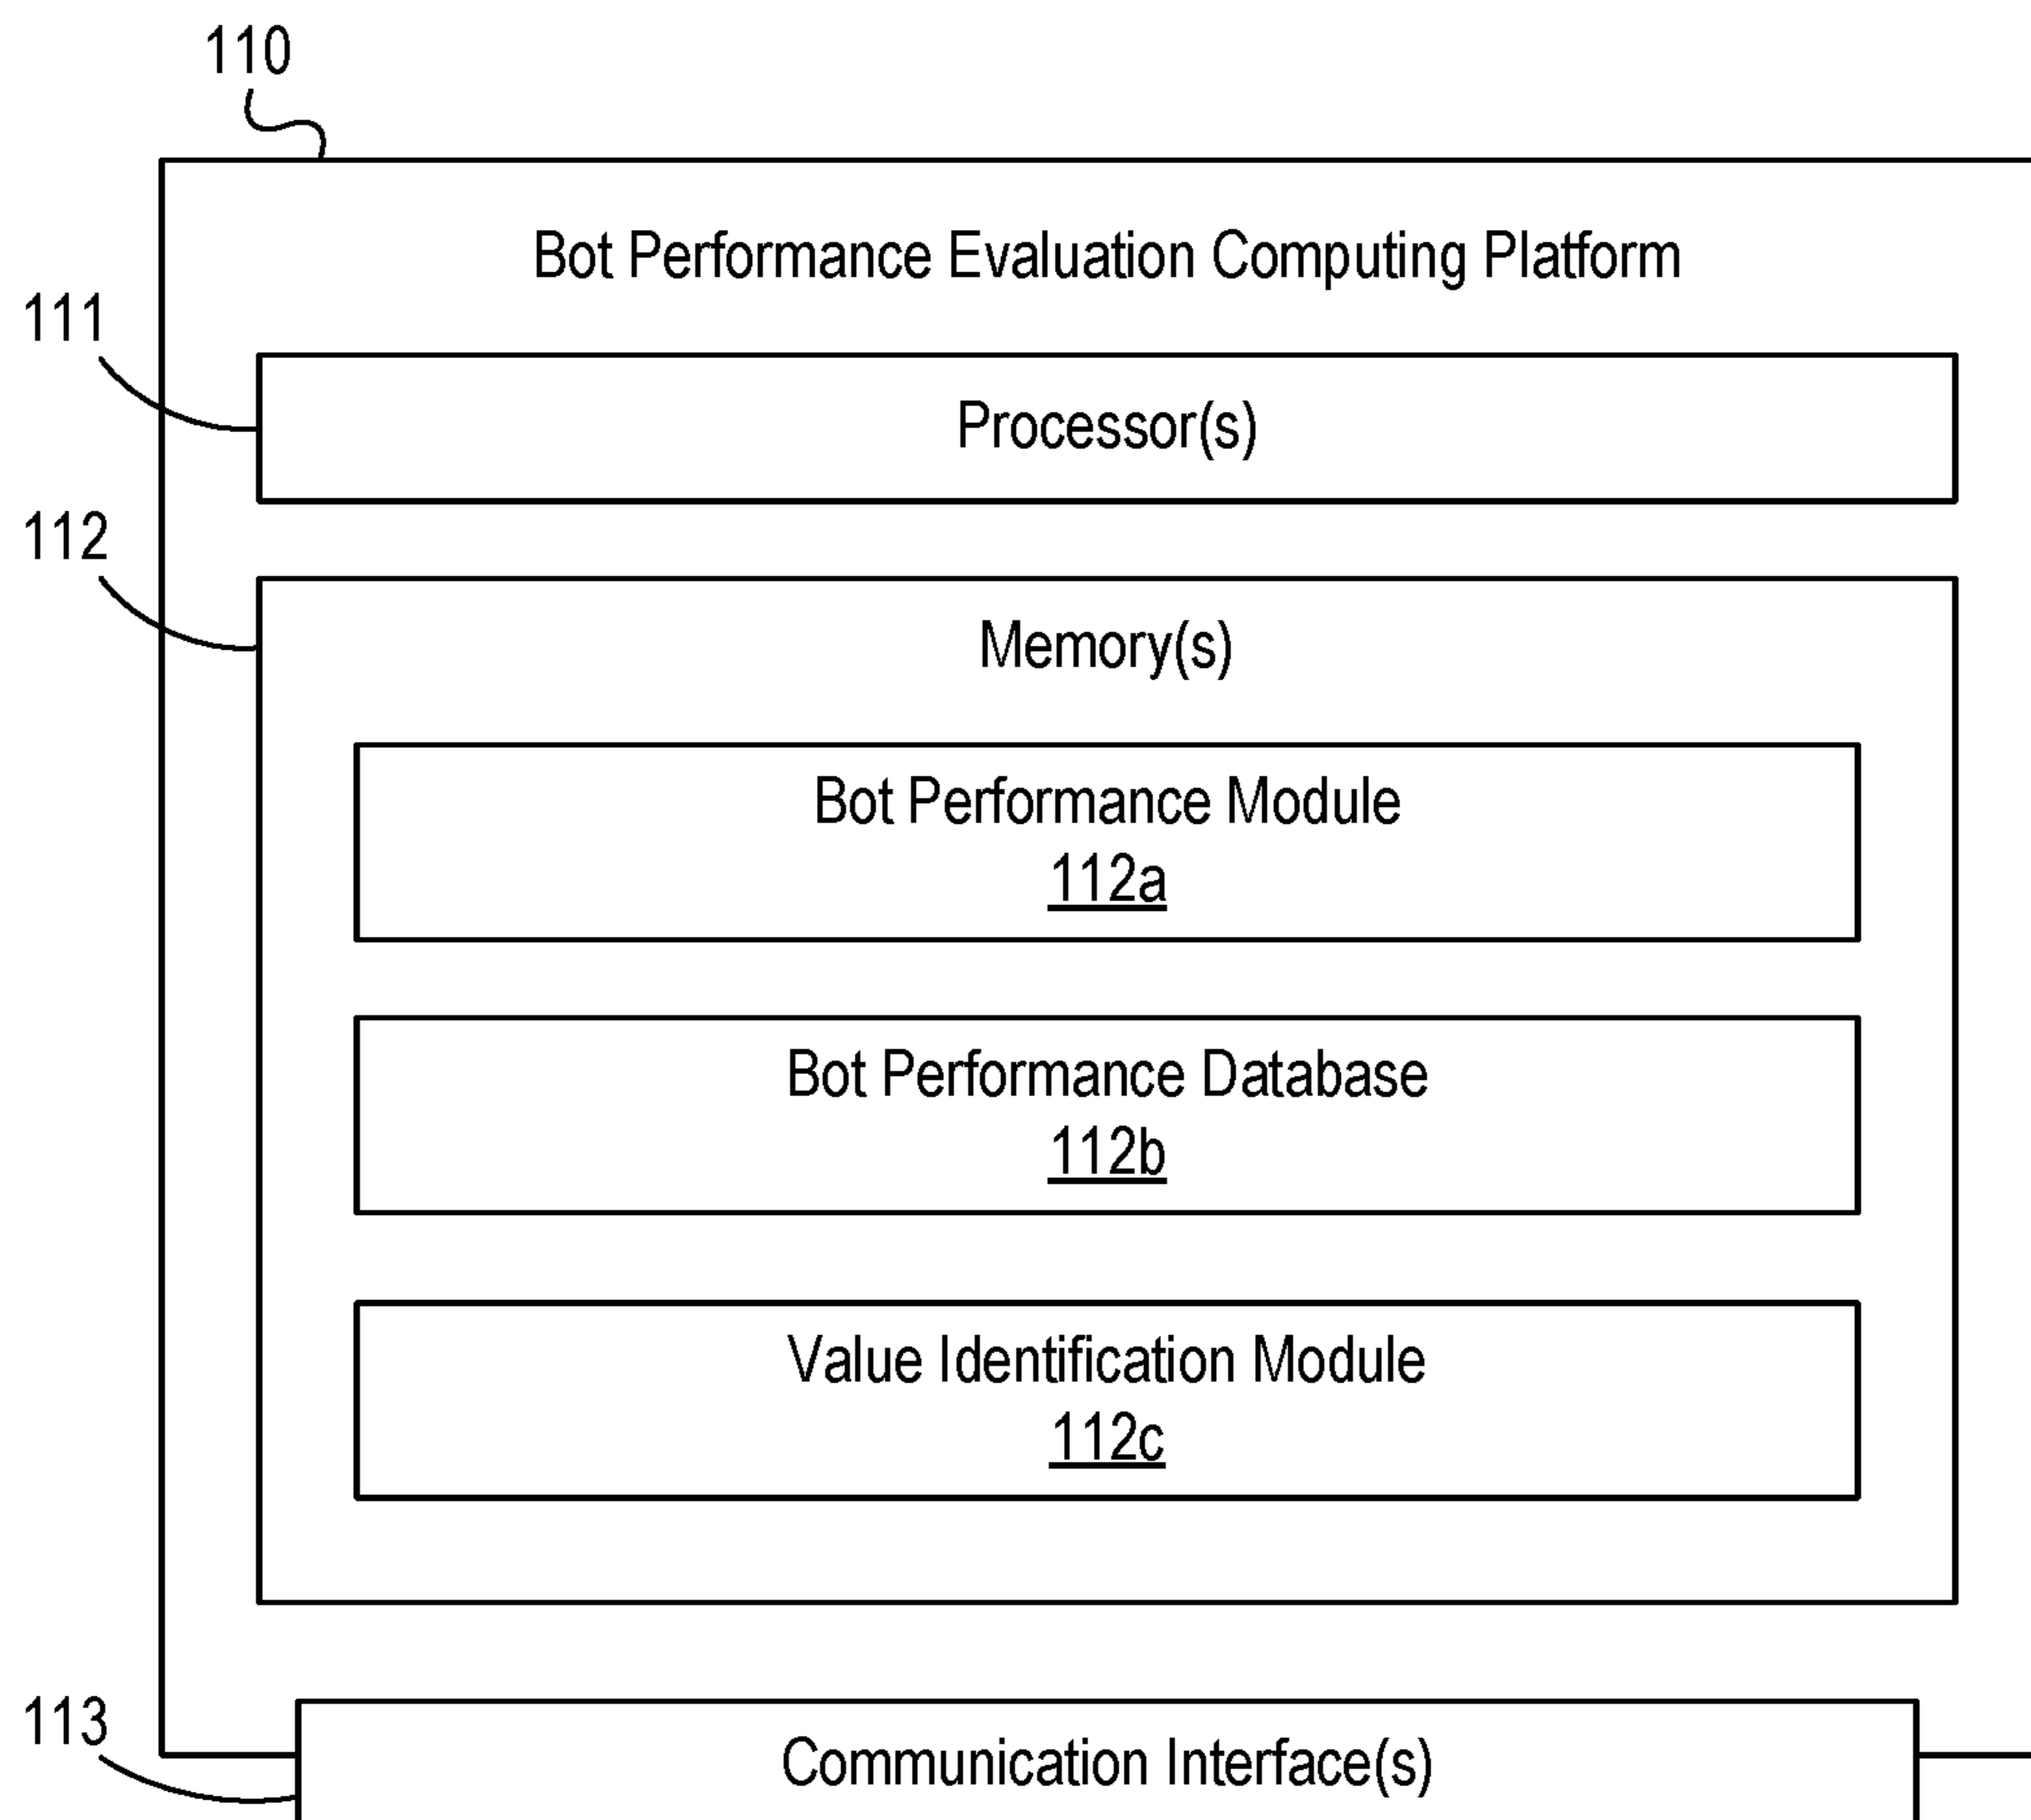 110
Bot Performance Evaluation Computing Platform
111
Processor(s)
112
Memory(s)
Bot Performance Module
112a
Bot Performance Database
112b
Value Identification Module
112c
113
Communication Interface(s)